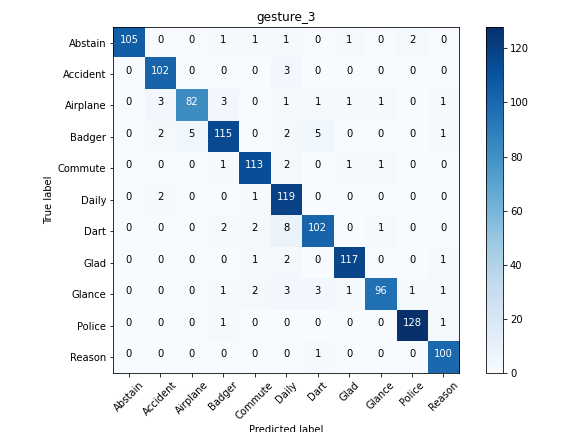 gesture_3
Abstain 105 0 0 1 1 1 0 1 0 2 0
Accident 0 102 0 0 0 3 0 0 0 0 0
Airplane 0 3 82 3 0 1 1 1 1 0 1
Badger 0 2 5 115 0 2 5 0 0 0 1
Commute 0 0 0 1 113 2 0 1 1 0 0
Daily 0 2 0 0 1 119 0 0 0 0 0
Dart 0 0 0 2 2 8 102 0 1 0 0
Glad 0 0 0 0 1 2 0 117 0 0 1
Glance 0 0 0 1 2 3 3 1 96 1 1
Police 0 0 0 1 0 0 0 0 0 128 1
Reason 0 0 0 0 0 0 1 0 0 0 100
Abstain Accident Airplane Badger Commute Daily Dart Glad Glance Police Reason
Predicted label
True label
120
100
80
60
40
20
0